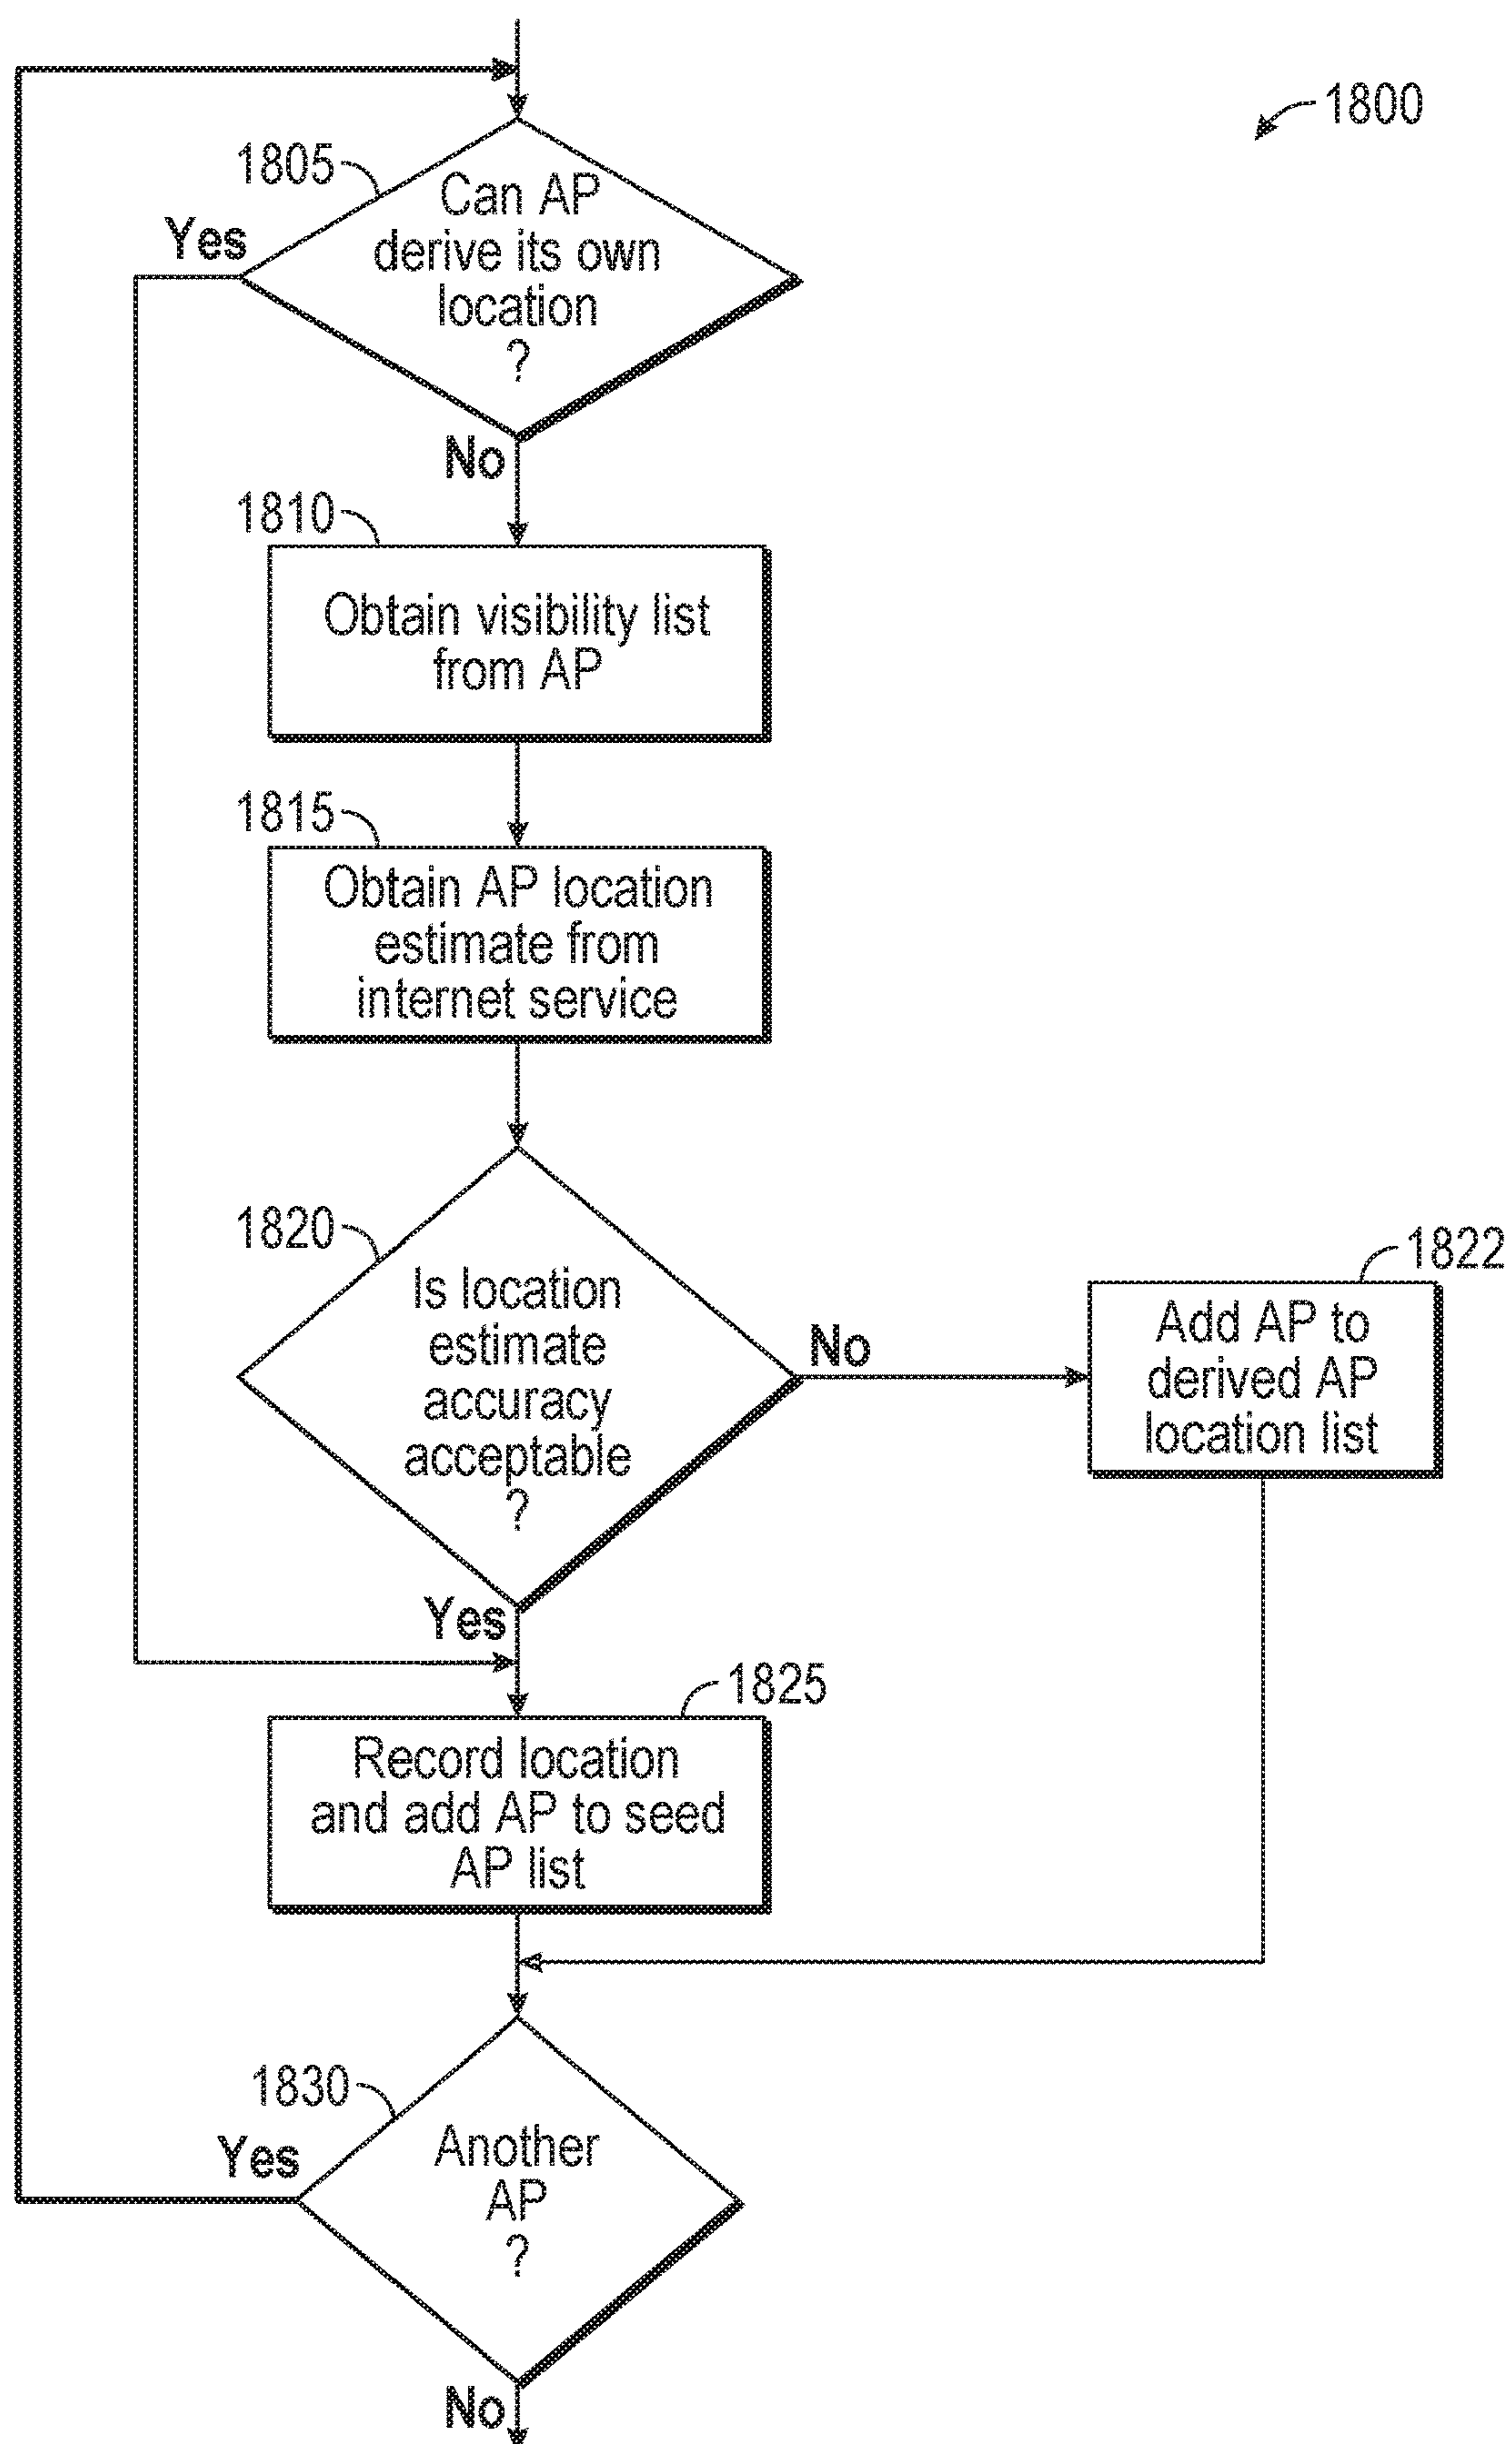 1800
1805
Yes
Can AP
derive its own
location
?
No
1810
Obtain visibility list
from AP
1815
Obtain AP location
estimate from
internet service
1820
Is location
estimate
accuracy
acceptable
?
No
1822
Add AP to
derived AP
location list
Yes
1825
Record location
and add AP to seed
AP list
1830
Yes
Another
AP
?
No